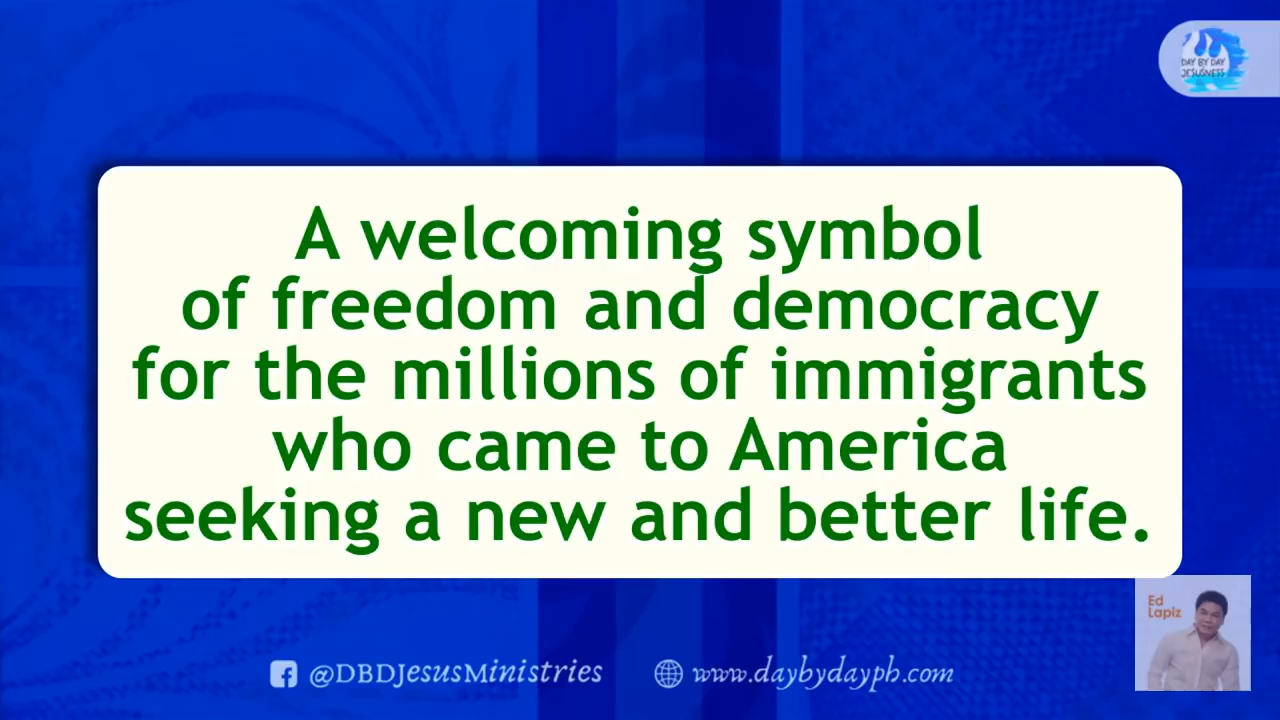 DAY BY DAY
JESUSNESS
A welcoming symbol
of freedom and democracy
for the millions of immigrants
who came to America
seeking a new and better life.
Ed
Lapiz
@DBDJesusMinistries
www.daybydayph.com